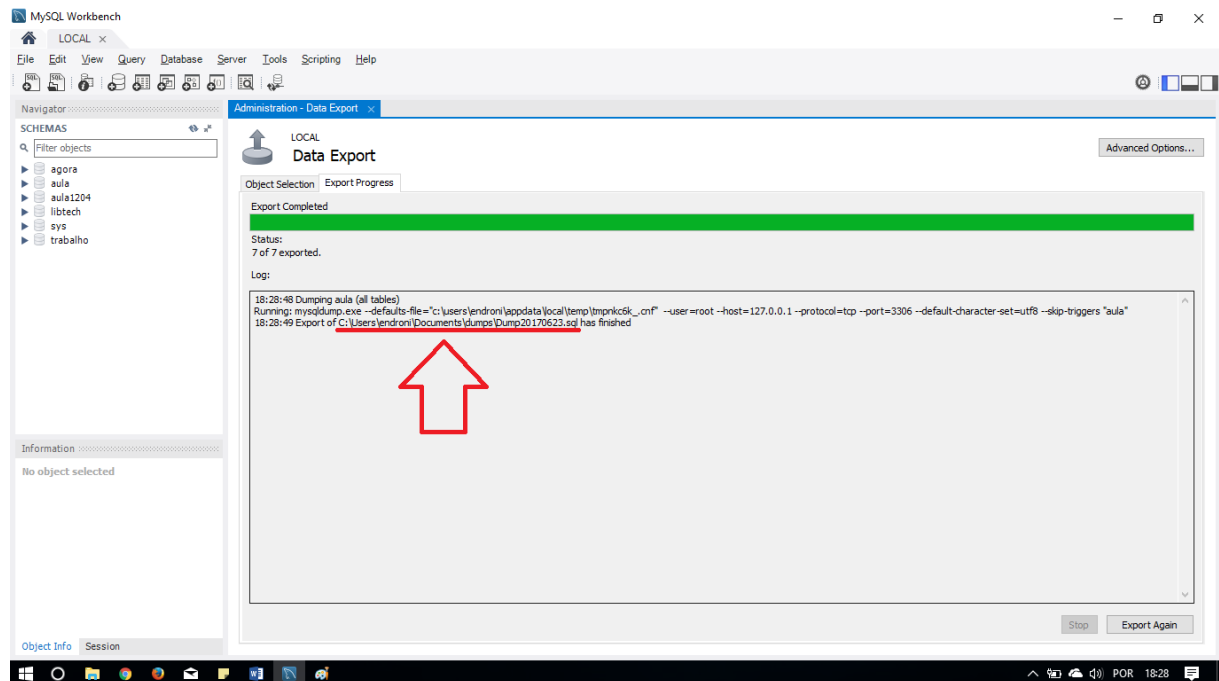 MySQL Workbench
LOCAL
File Edit View Query Database Server Tools Scripting Help
Navigator
SCHEMAS
Filter objects
agora
aula
aula1204
libtech
sys
trabalho
Information
No object selected
Object Info Session
Administration - Data Export
LOCAL
Data Export
Advanced Options...
Object Selection Export Progress
Export Completed
Status:
7 of 7 exported.
Log:
18:28:48 Dumping aula (all tables)
Running: mysqldump.exe --defaults-file="c:\users\endroni\appdata\local\temp\tmpnkc6k_.cnf" --user=root --host=127.0.0.1 --protocol=tcp --port=3306 --default-character-set=utf8 --skip-triggers "aula"
18:28:49 Export of C:\Users\endroni\Documents\dumps\Dump20170623.sql has finished
Stop Export Again
POR 18:28